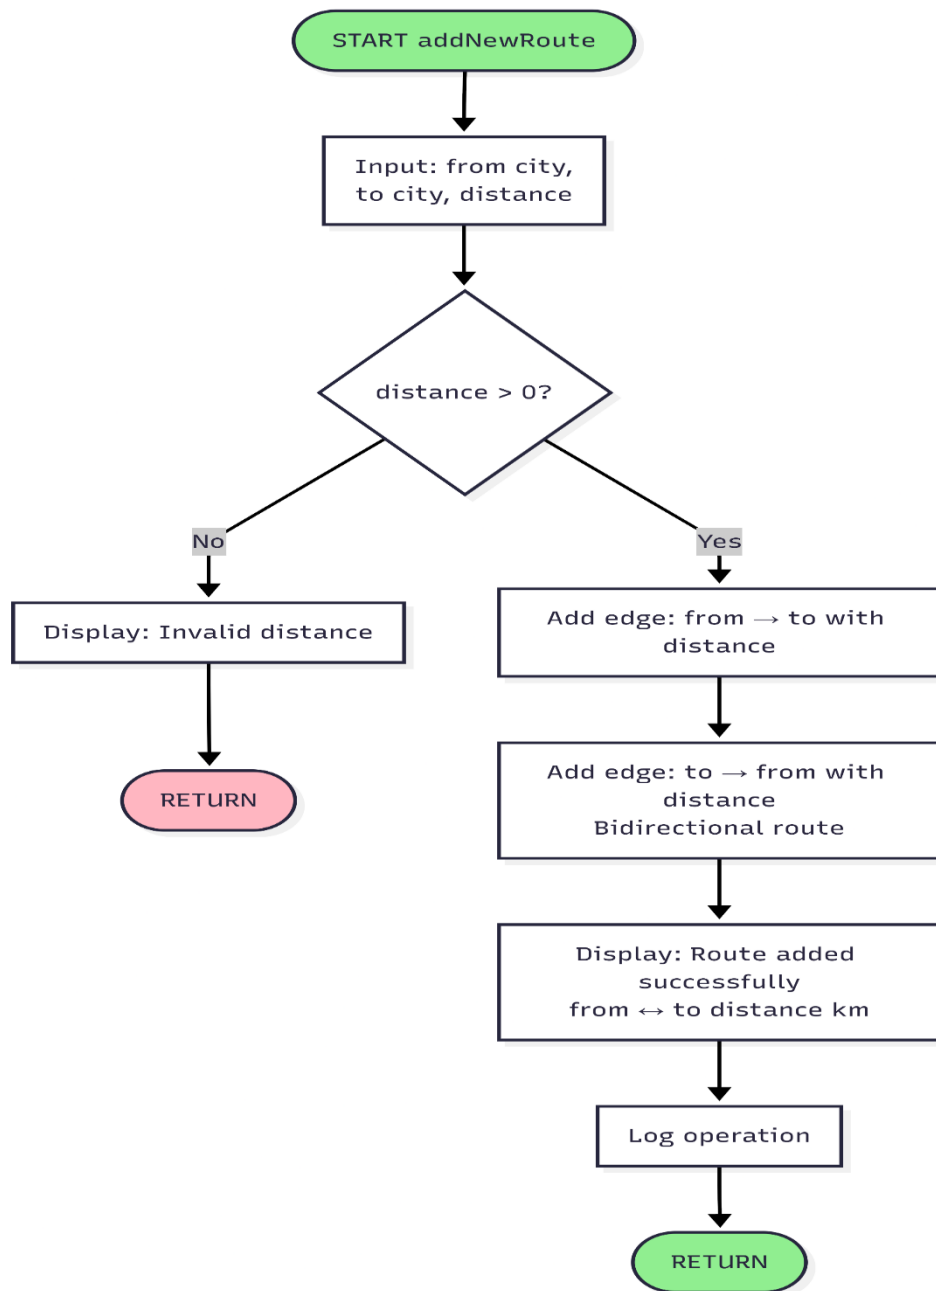 START addNewRoute
Input: from city,
to city, distance
distance > 0?
No
Yes
Display: Invalid distance
Add edge: from → to with
distance
RETURN
Add edge: to → from with
distance
Bidirectional route
Display: Route added
successfully
from ↔ to distance km
Log operation
RETURN